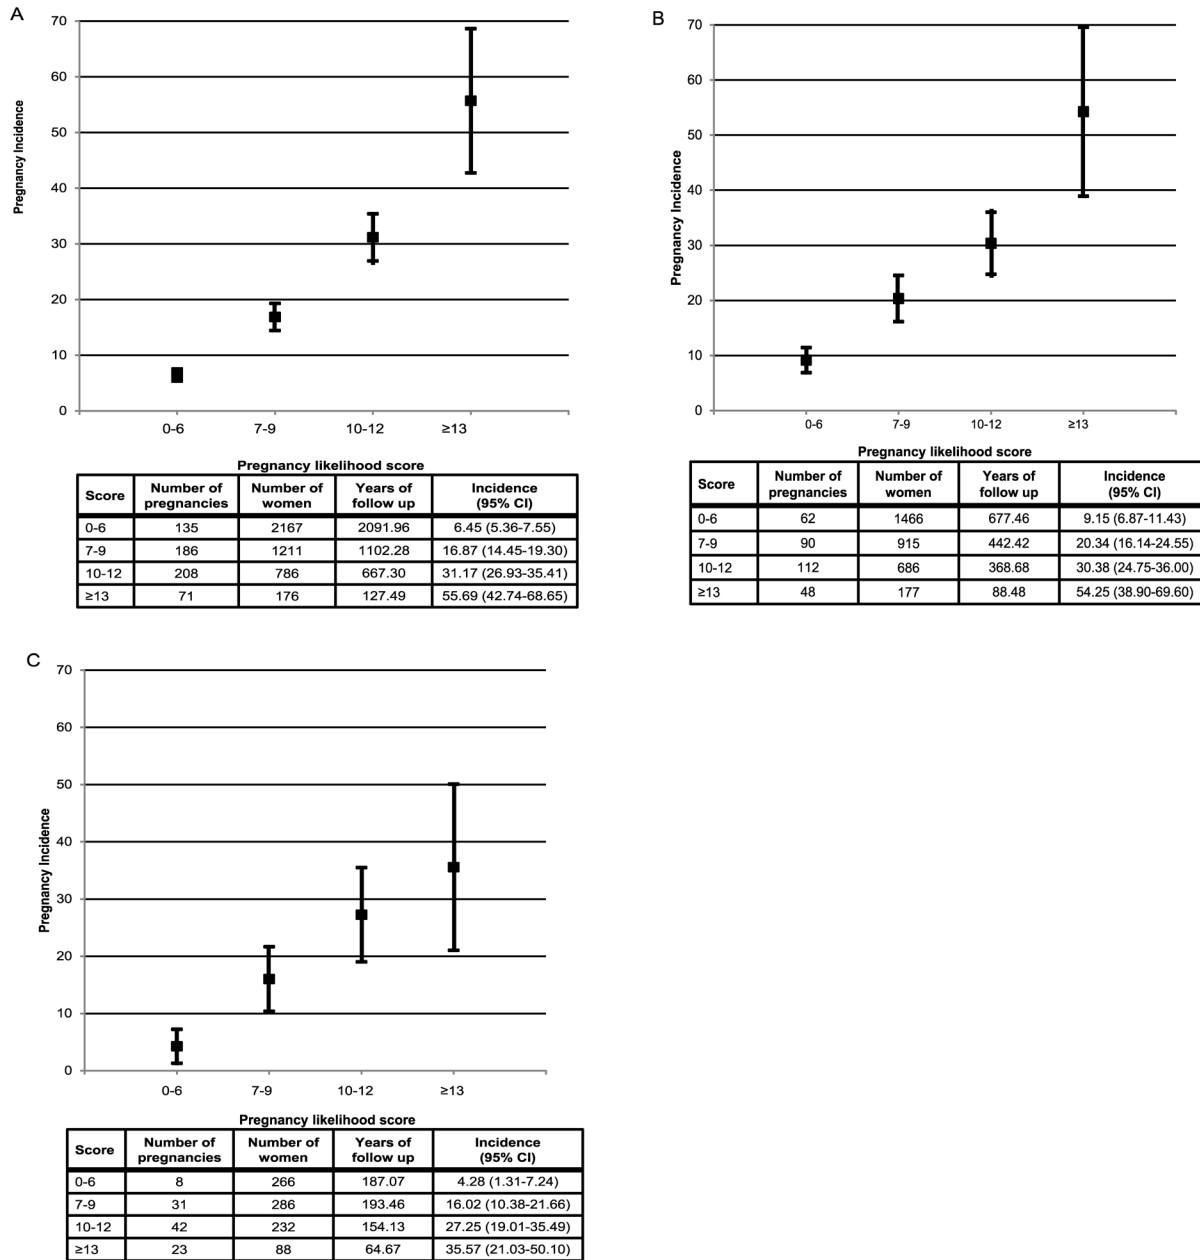 A
70
60
50
40
30
20
10
0
Pregnancy Incidence
0-6 7-9 10-12 ≥13
Pregnancy likelihood score
Score Number of pregnancies Number of women Years of follow up Incidence (95% CI)
0-6 135 2167 2091.96 6.45 (5.36-7.55)
7-9 186 1211 1102.28 16.87 (14.45-19.30)
10-12 208 786 667.30 31.17 (26.93-35.41)
≥13 71 176 127.49 55.69 (42.74-68.65)
B
70
60
50
40
30
20
10
0
Pregnancy Incidence
0-6 7-9 10-12 ≥13
Pregnancy likelihood score
Score Number of pregnancies Number of women Years of follow up Incidence (95% CI)
0-6 62 1466 677.46 9.15 (6.87-11.43)
7-9 90 915 442.42 20.34 (16.14-24.55)
10-12 112 686 368.68 30.38 (24.75-36.00)
≥13 48 177 88.48 54.25 (38.90-69.60)
C
70
60
50
40
30
20
10
0
Pregnancy Incidence
0-6 7-9 10-12 ≥13
Pregnancy likelihood score
Score Number of pregnancies Number of women Years of follow up Incidence (95% CI)
0-6 8 266 187.07 4.28 (1.31-7.24)
7-9 31 286 193.46 16.02 (10.38-21.66)
10-12 42 232 154.13 27.25 (19.01-35.49)
≥13 23 88 64.67 35.57 (21.03-50.10)